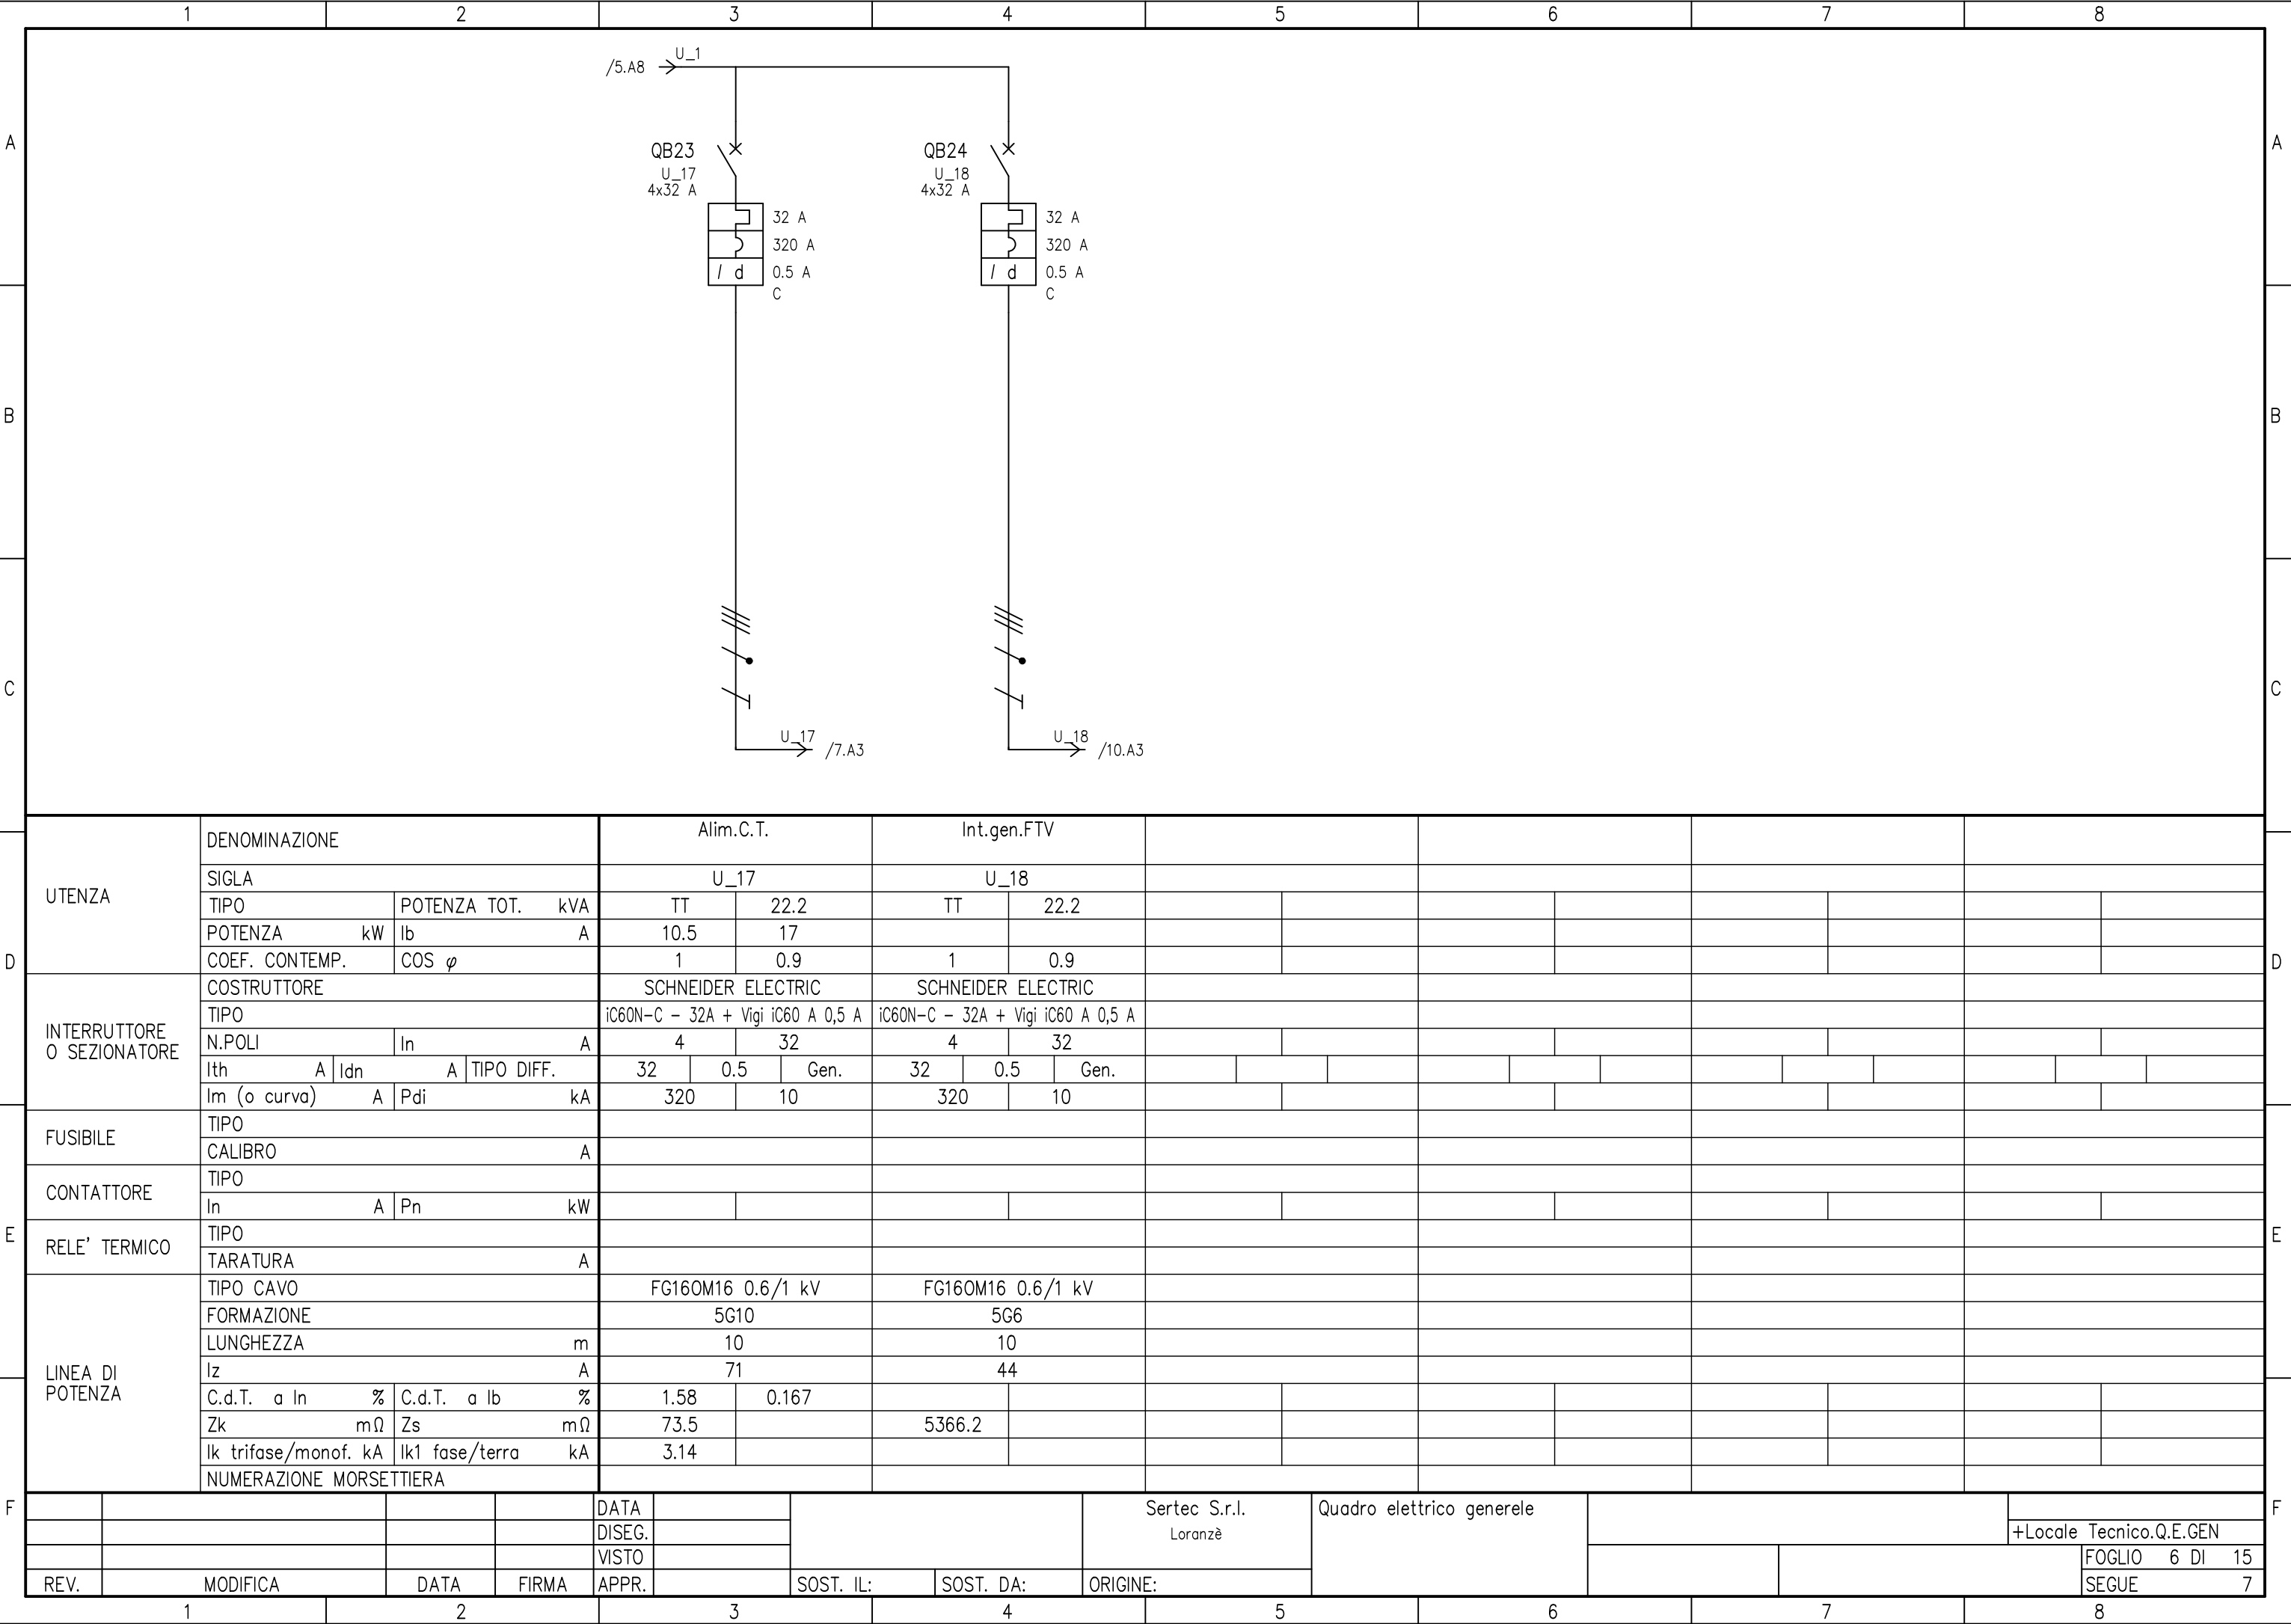 1 2 3 4 5 6 7 8
/5.A8 U_1
A A
QB23 QB24
U_17 U_18
4x32 A 4x32 A
32 A 32 A
320 A 320 A
I d 0.5 A I d 0.5 A
C C
B B
C C
U_17 /7.A3 U_18 /10.A3
UTENZA
DENOMINAZIONE Alim.C.T. Int.gen.FTV
SIGLA U_17 U_18
TIPO POTENZA TOT. kVA TT 22.2 TT 22.2
POTENZA kW Ib A 10.5 17
D COEF. CONTEMP. COS φ 1 0.9 1 0.9 D
INTERRUTTORE
O SEZIONATORE
COSTRUTTORE SCHNEIDER ELECTRIC SCHNEIDER ELECTRIC
TIPO iC60N-C - 32A + Vigi iC60 A 0,5 A iC60N-C - 32A + Vigi iC60 A 0,5 A
N.POLI In A 4 32 4 32
Ith A Idn A TIPO DIFF. 32 0.5 Gen. 32 0.5 Gen.
Im (o curva) A Pdi kA 320 10 320 10
FUSIBILE
TIPO
CALIBRO A
CONTATTORE
TIPO
In A Pn kW
E RELE' TERMICO E
TIPO
TARATURA A
LINEA DI
POTENZA
TIPO CAVO FG16OM16 0.6/1 kV FG16OM16 0.6/1 kV
FORMAZIONE 5G10 5G6
LUNGHEZZA m 10 10
Iz A 71 44
C.d.T. a In % C.d.T. a Ib % 1.58 0.167
Zk mΩ Zs mΩ 73.5 5366.2
Ik trifase/monof. kA Ik1 fase/terra kA 3.14
NUMERAZIONE MORSETTIERA
F DATA Sertec S.r.l. Quadro elettrico generele F
DISEG. Loranzè +Locale Tecnico.Q.E.GEN
VISTO FOGLIO 6 DI 15
REV. MODIFICA DATA FIRMA APPR. SOST. IL: SOST. DA: ORIGINE: SEGUE 7
1 2 3 4 5 6 7 8